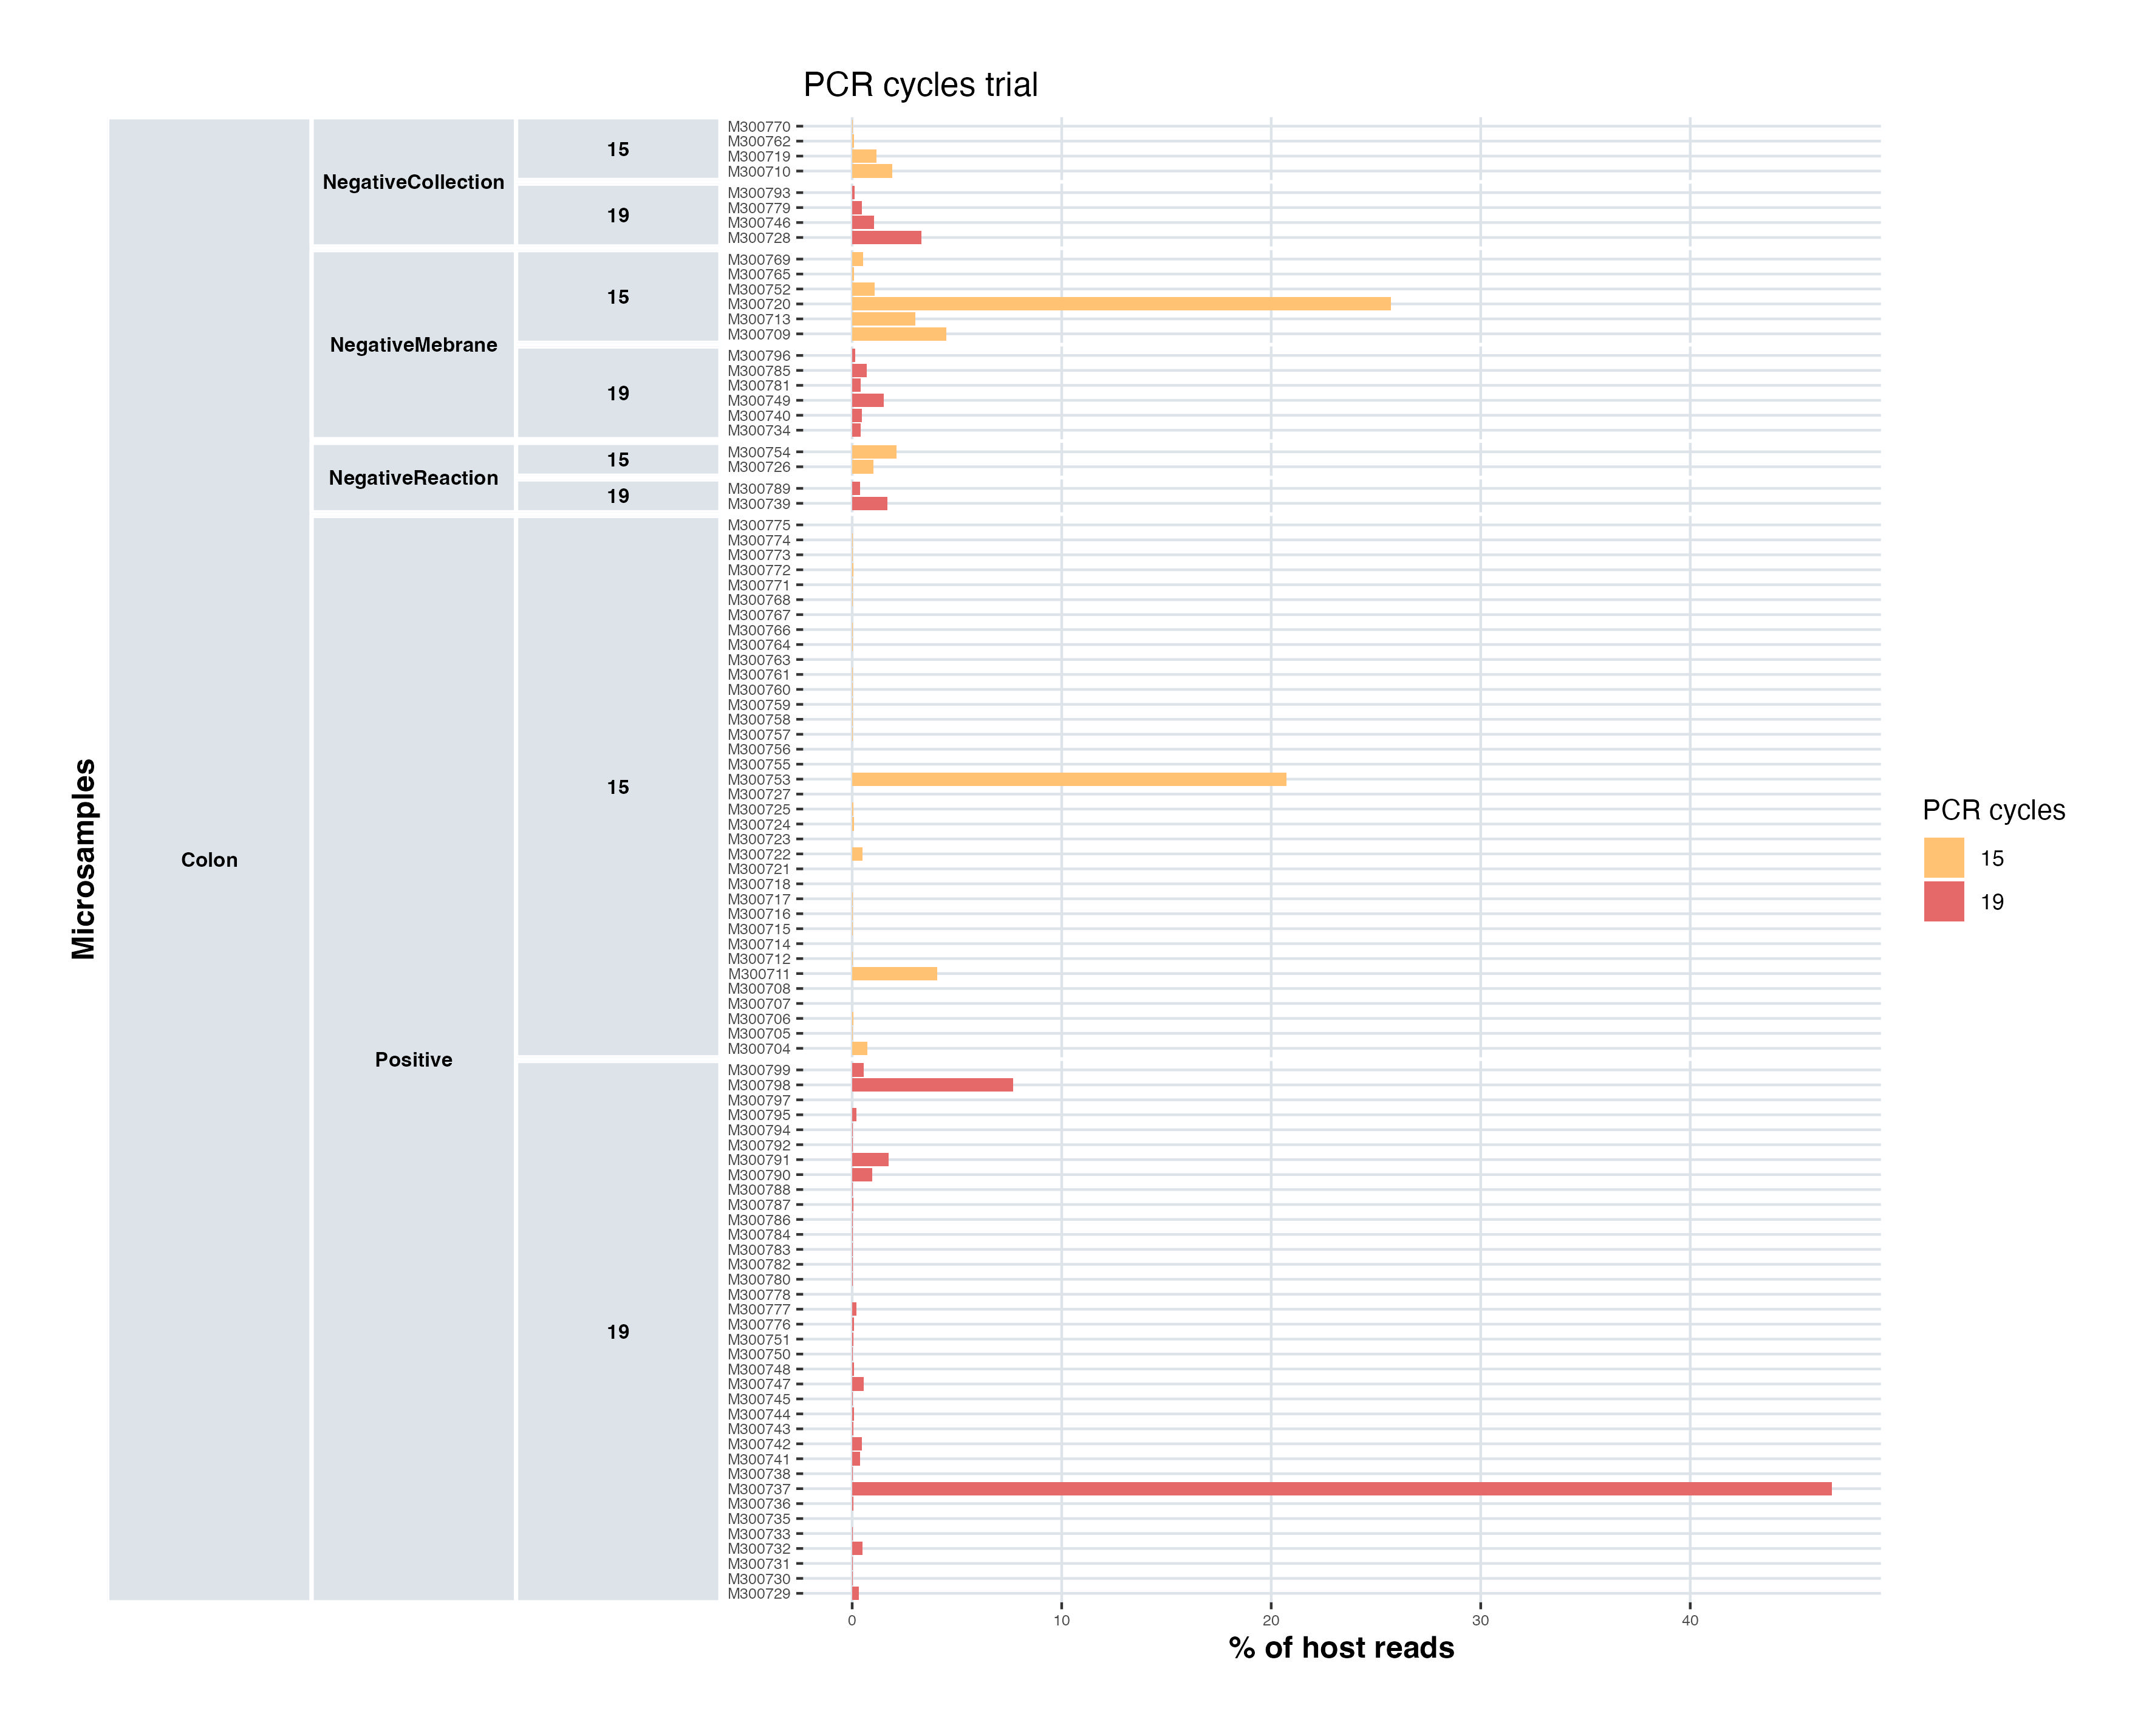 PCR cycles trial
Microsamples
Colon
NegativeCollection
15
M300770
M300762
M300719
M300710
19
M300793
M300779
M300746
M300728
NegativeMebrane
15
M300769
M300765
M300752
M300720
M300713
M300709
19
M300796
M300785
M300781
M300749
M300740
M300734
NegativeReaction
15
M300754
M300726
19
M300789
M300739
Positive
15
M300775
M300774
M300773
M300772
M300771
M300768
M300767
M300766
M300764
M300763
M300761
M300760
M300759
M300758
M300757
M300756
M300755
M300753
M300727
M300725
M300724
M300723
M300722
M300721
M300718
M300717
M300716
M300715
M300714
M300712
M300711
M300708
M300707
M300706
M300705
M300704
19
M300799
M300798
M300797
M300795
M300794
M300792
M300791
M300790
M300788
M300787
M300786
M300784
M300783
M300782
M300780
M300778
M300777
M300776
M300751
M300750
M300748
M300747
M300745
M300744
M300743
M300742
M300741
M300738
M300737
M300736
M300735
M300733
M300732
M300731
M300730
M300729
0 10 20 30 40
% of host reads
PCR cycles
15
19